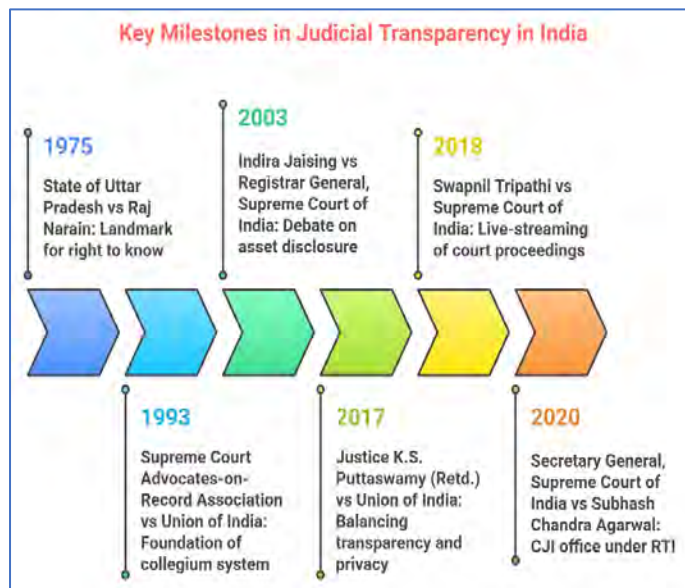 Key Milestones in Judicial Transparency in India
1975
State of Uttar
Pradesh vs Raj
Narain: Landmark
for right to know
1993
Supreme Court
Advocates-on-
Record Association
vs Union of India:
Foundation of
collegium system
2003
Indira Jaising vs
Registrar General,
Supreme Court of
India: Debate on
asset disclosure
2017
Justice K.S.
Puttaswamy (Retd.)
vs Union of India:
Balancing
transparency and
privacy
2018
Swapnil Tripathi vs
Supreme Court of
India: Live-streaming
of court proceedings
2020
Secretary General,
Supreme Court of
India vs Subhash
Chandra Agarwal:
CJI office under RTI